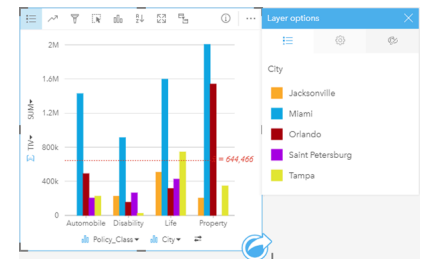 Layer options
2M
1.6M
1.2M
800k
400k
0
SUM
TIV
= 644,466
Automobile Disability Life Property
Policy_Class City
City
Jacksonville
Miami
Orlando
Saint Petersburg
Tampa